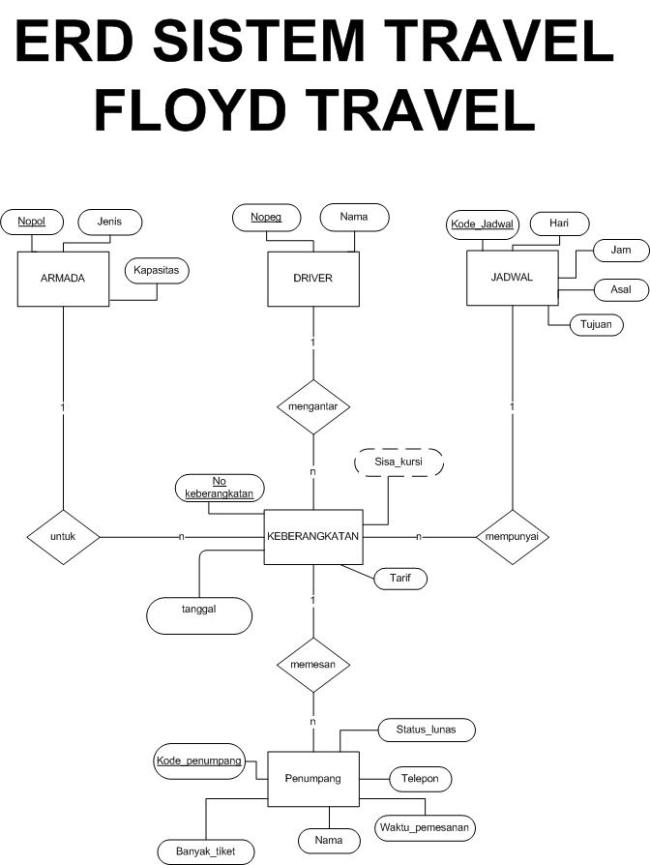 ERD SISTEM TRAVEL
FLOYD TRAVEL
Nopol
Jenis
Kapasitas
ARMADA
Nopeg
Nama
DRIVER
Kode_Jadwal
Hari
Jam
Asal
Tujuan
JADWAL
1
1
1
mengantar
n
Sisa_kursi
No
keberangkatan
untuk
n
KEBERANGKATAN
n
mempunyai
Tarif
tanggal
1
memesan
n
Status_lunas
Kode_penumpang
Penumpang
Telepon
Waktu_pemesanan
Nama
Banyak_tiket